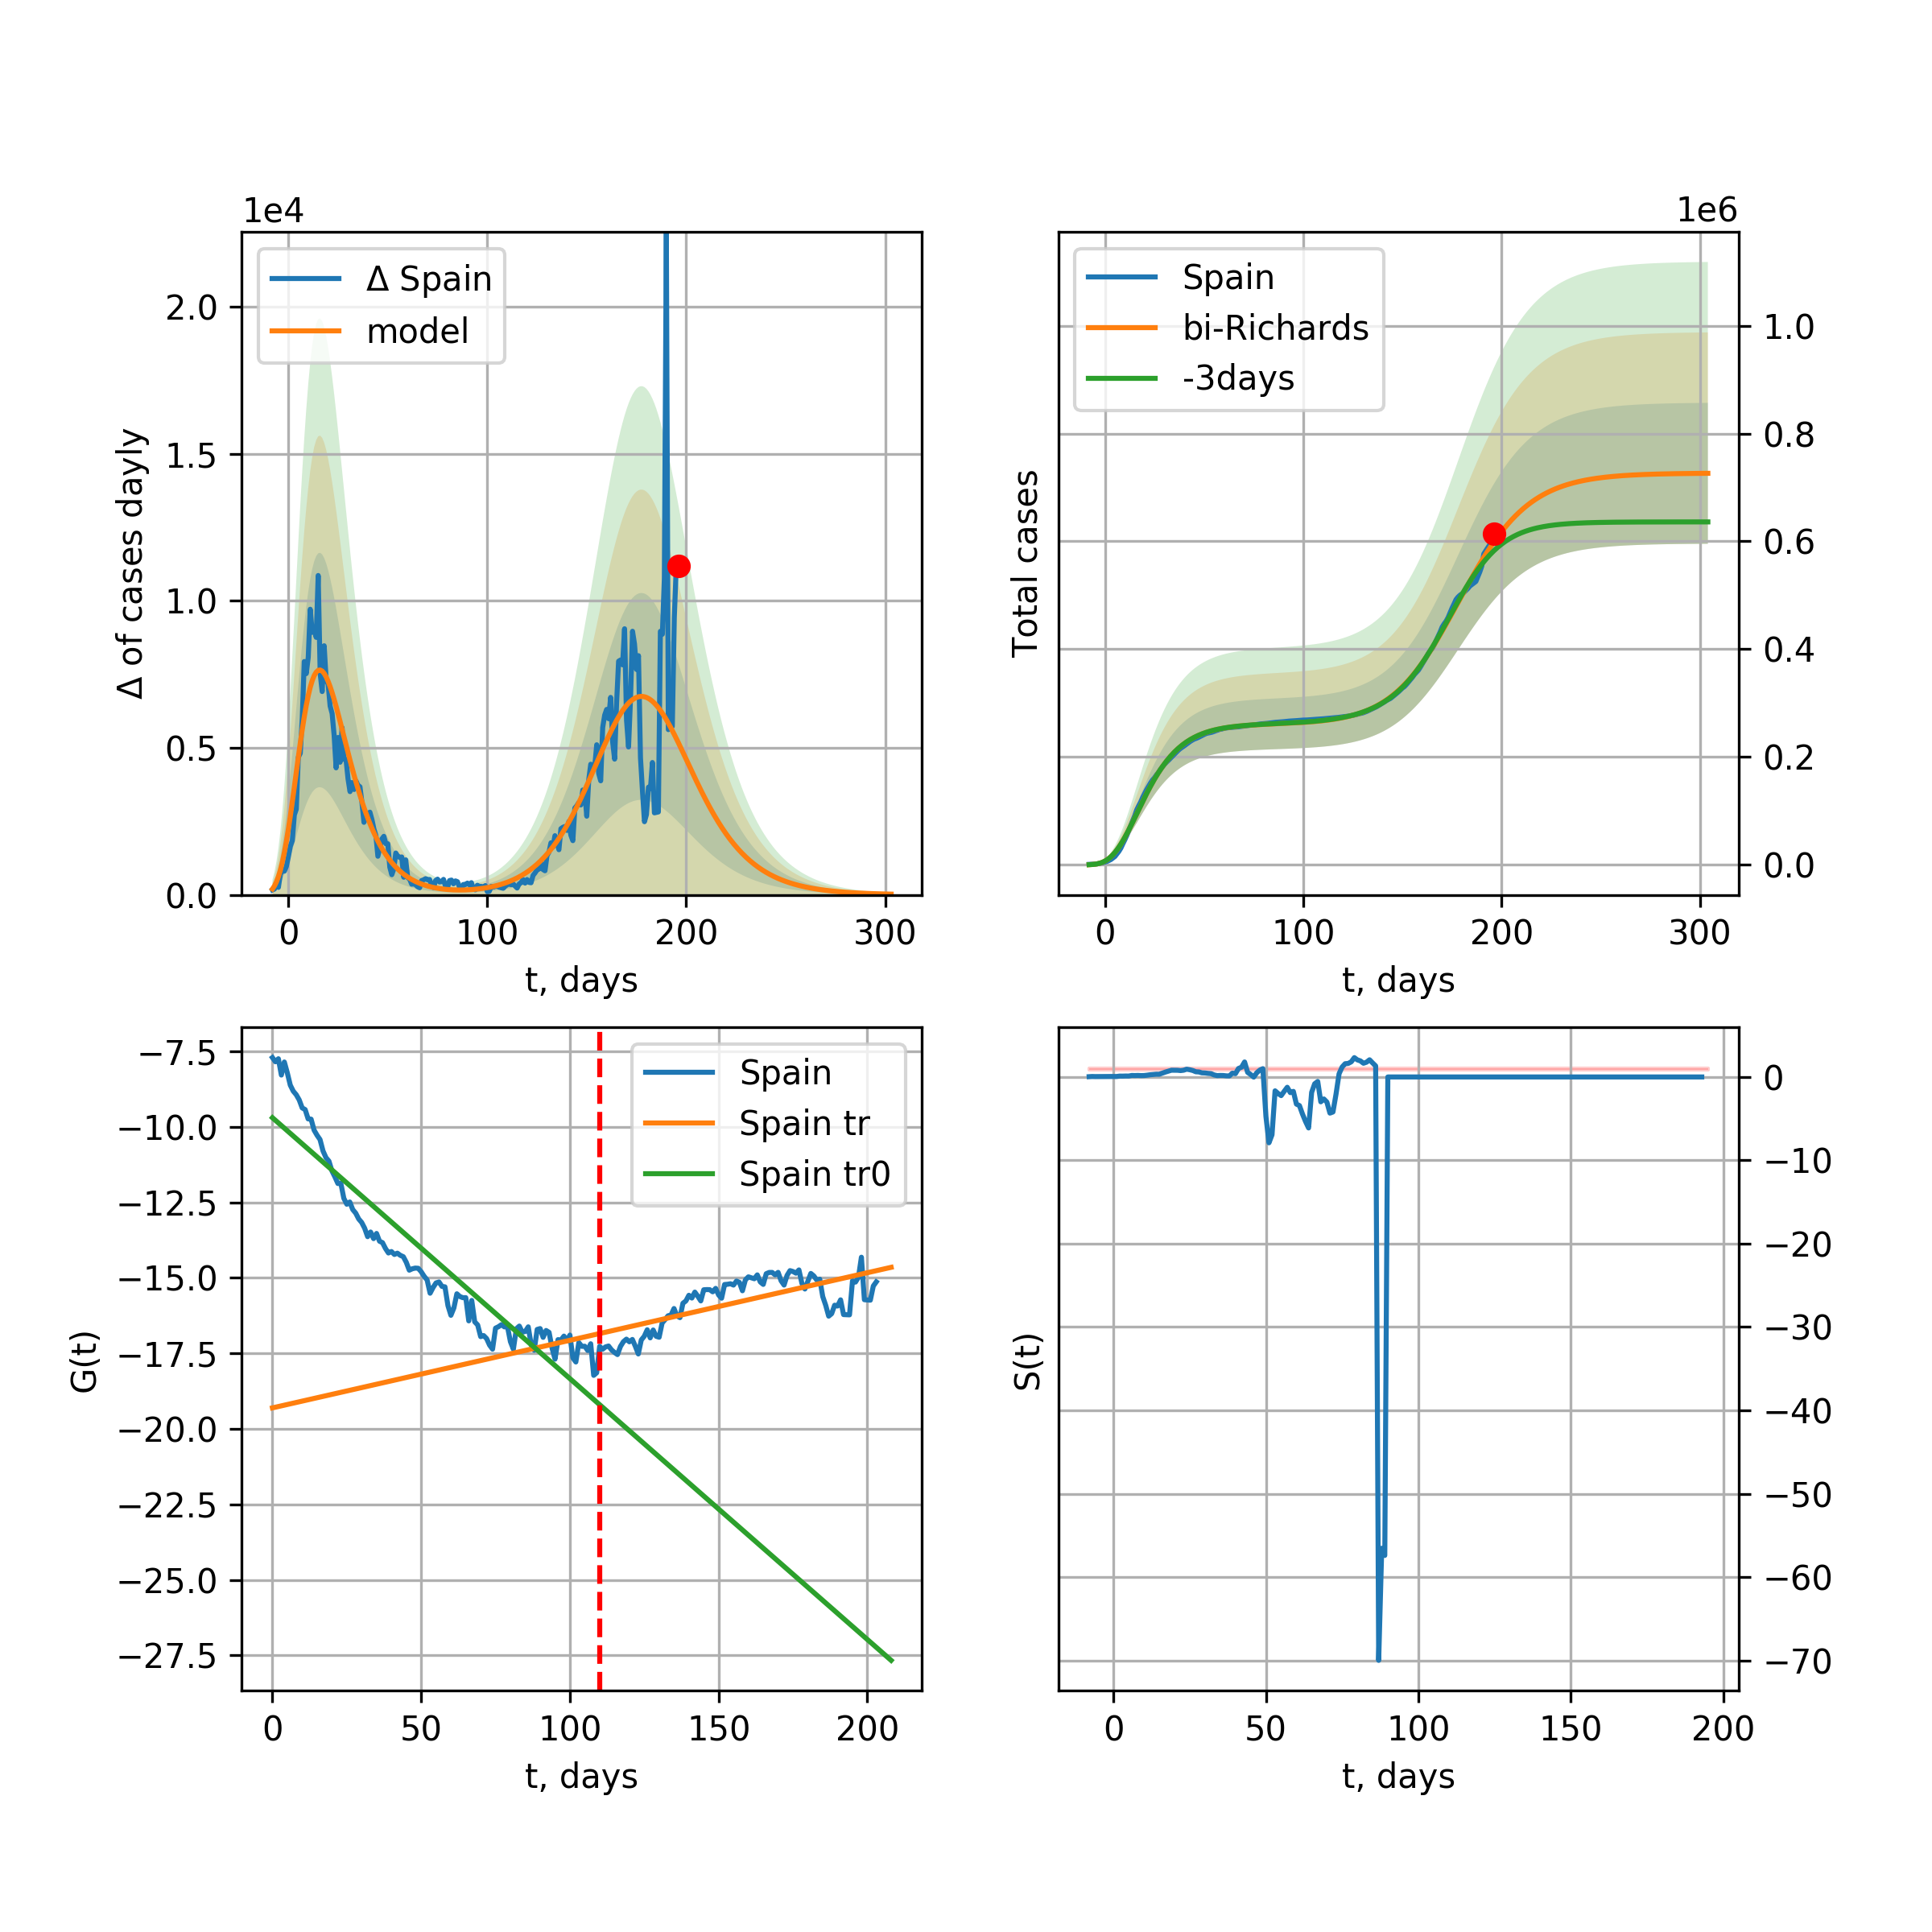 1e4
Δ Spain
model
2.0
1.5
1.0
0.5
0.0
Δ of cases dayly
0 100 200 300
t, days
1e6
Spain
bi-Richards
-3days
1.0
0.8
0.6
0.4
0.2
0.0
Total cases
0 100 200 300
t, days
Spain
Spain tr
Spain tr0
−7.5
−10.0
−12.5
−15.0
−17.5
−20.0
−22.5
−25.0
−27.5
G(t)
0 50 100 150 200
t, days
0
−10
−20
−30
−40
−50
−60
−70
S(t)
0 50 100 150 200
t, days